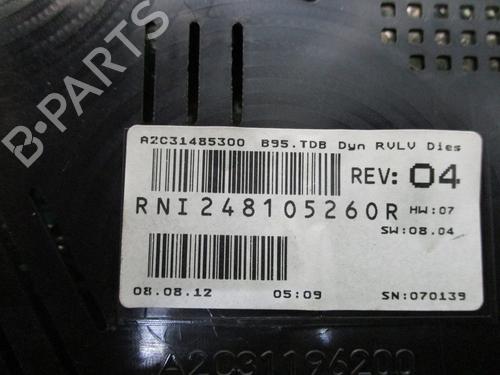 B-PARTS
A2C31485300 B95.TDB Dyn RVLV Dies
REV: 04
RNI248105260R HW:07
SW:08.04
08.08.12 05:09 SN:070139
A2C31196200